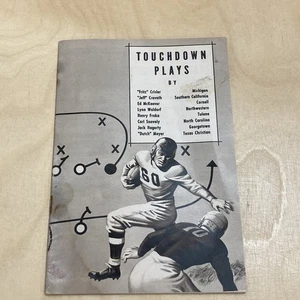 TOUCHDOWN
PLAYS
BY
"Fritz" Crisler Michigan
"Jeff" Cravath Southern California
Ed McKeever Cornell
Lynn Waldorf Northwestern
Henry Frnka Tulane
Carl Snavely North Carolina
Jack Hagerty Georgetown
"Dutch" Meyer Texas Christian
60